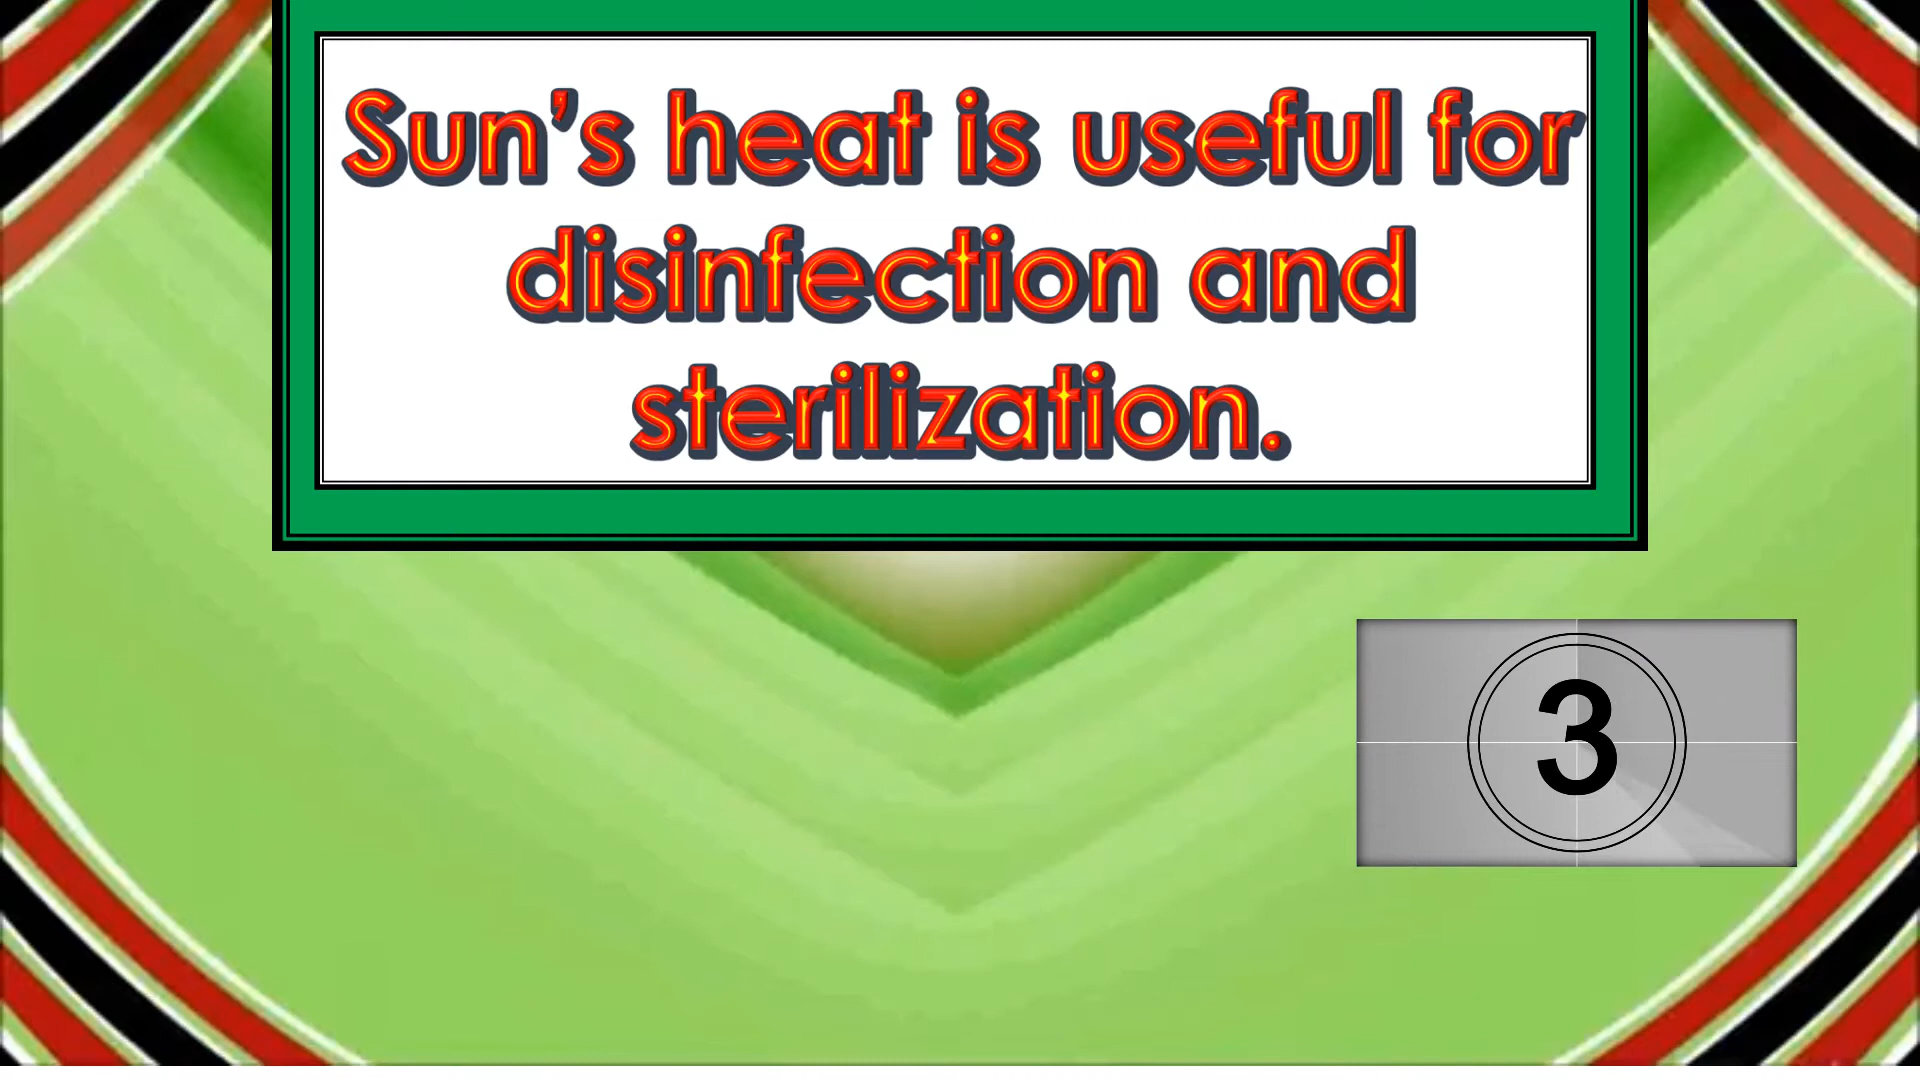 Sun’s heat is useful for
disinfection and
sterilization.
3